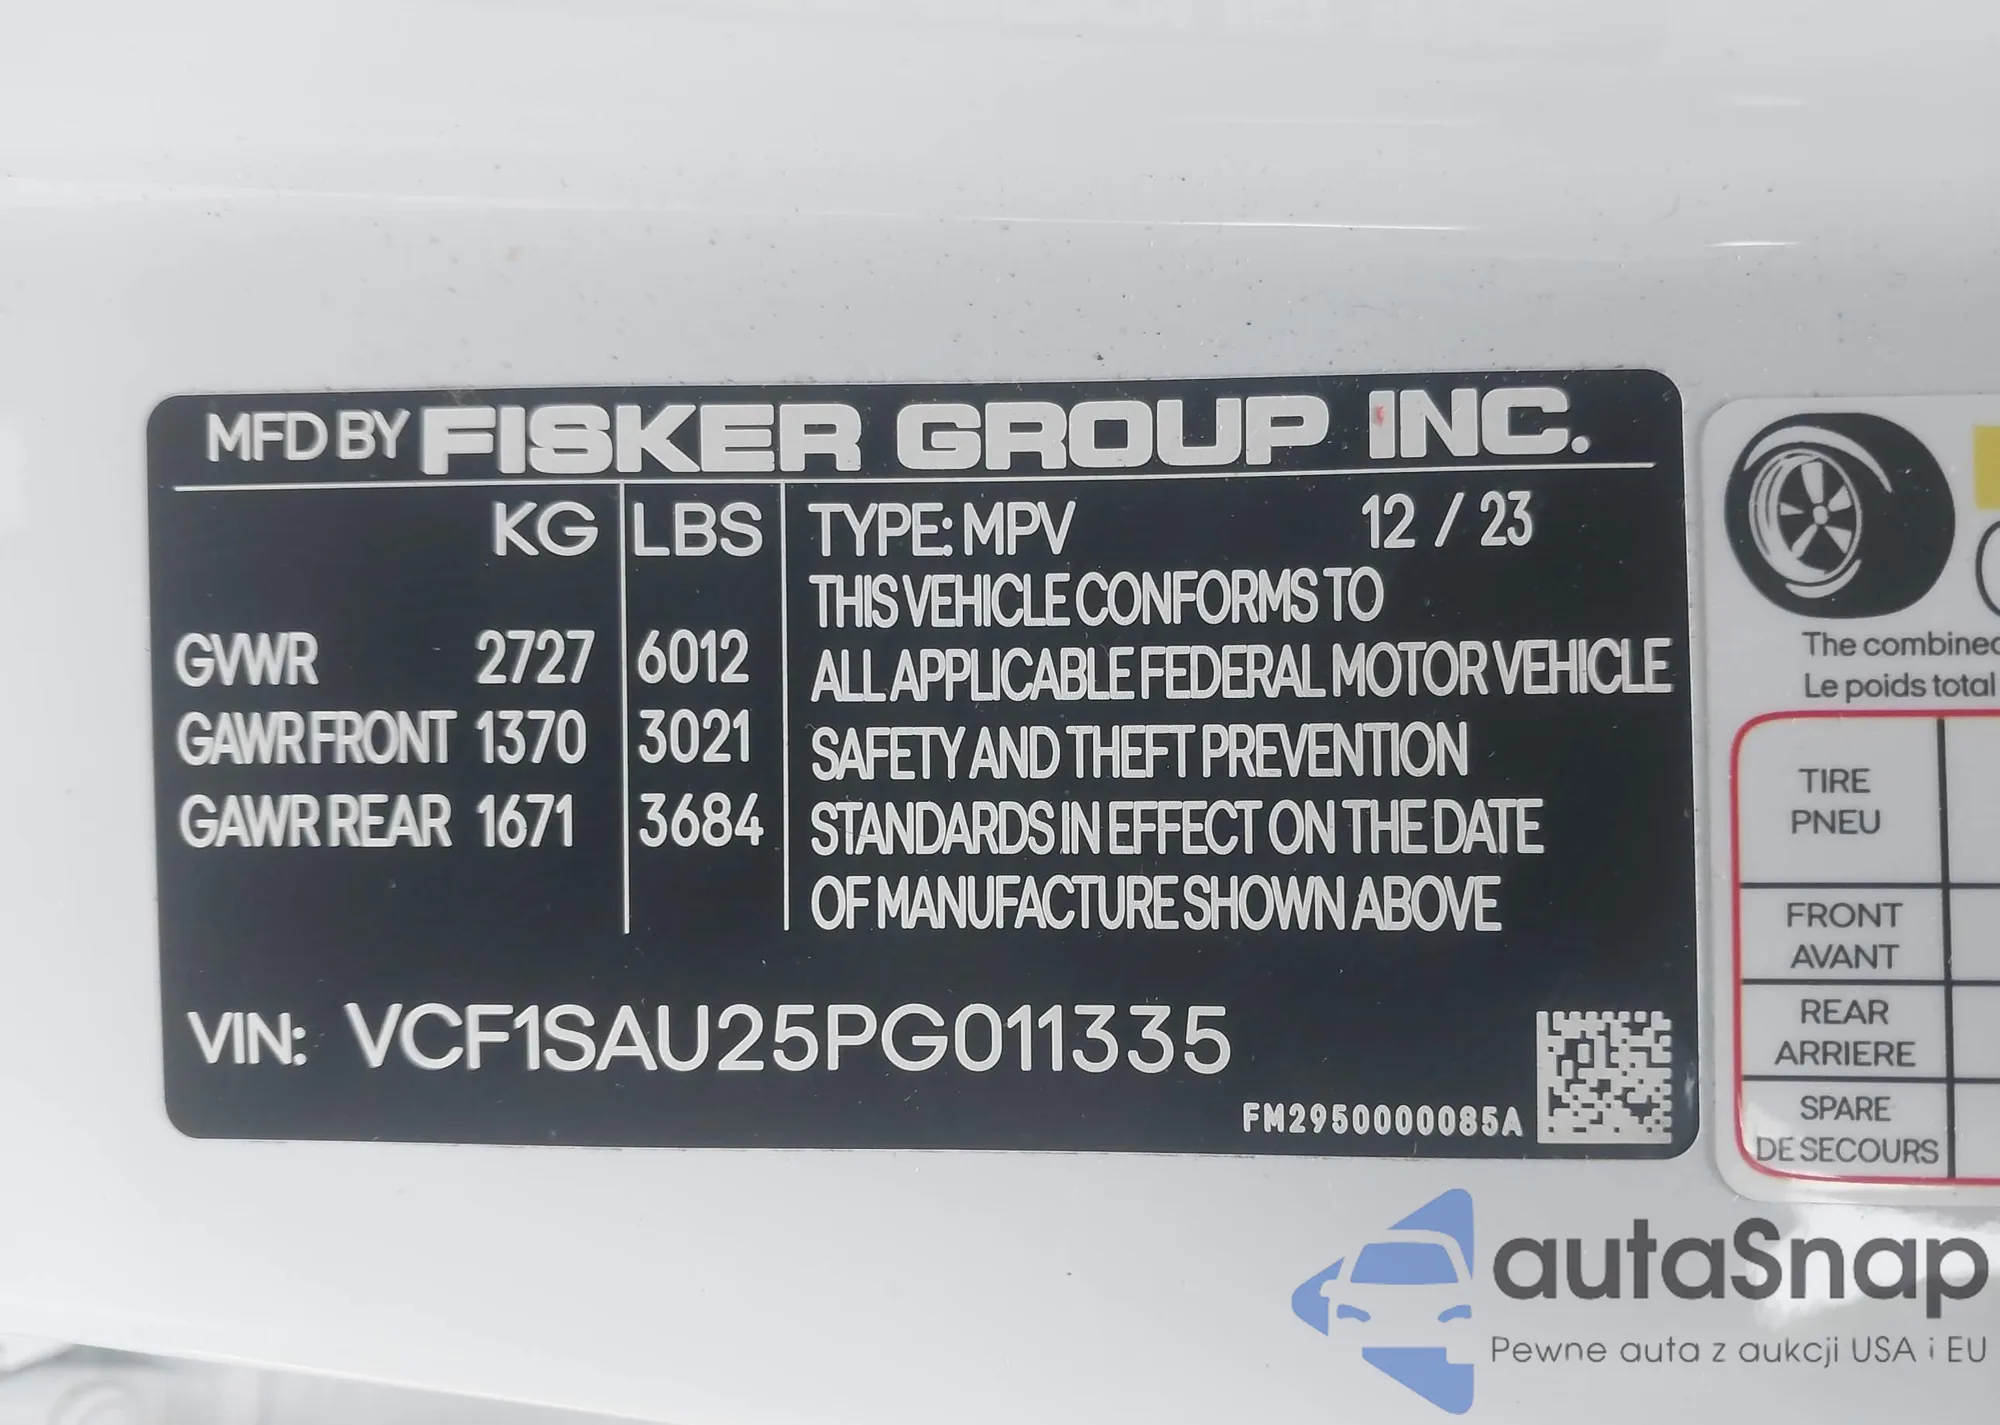 MFD BY FISKER GROUP INC.
KG LBS
GVWR 2727 6012
GAWR FRONT 1370 3021
GAWR REAR 1671 3684
TYPE: MPV 12 / 23
THIS VEHICLE CONFORMS TO
ALL APPLICABLE FEDERAL MOTOR VEHICLE
SAFETY AND THEFT PREVENTION
STANDARDS IN EFFECT ON THE DATE
OF MANUFACTURE SHOWN ABOVE
VIN: VCF1SAU25PG011335
FM2950000085A
The combined
Le poids total
TIRE
PNEU
FRONT
AVANT
REAR
ARRIERE
SPARE
DE SECOURS
autaSnap
Pewne auta z aukcji USA i EU